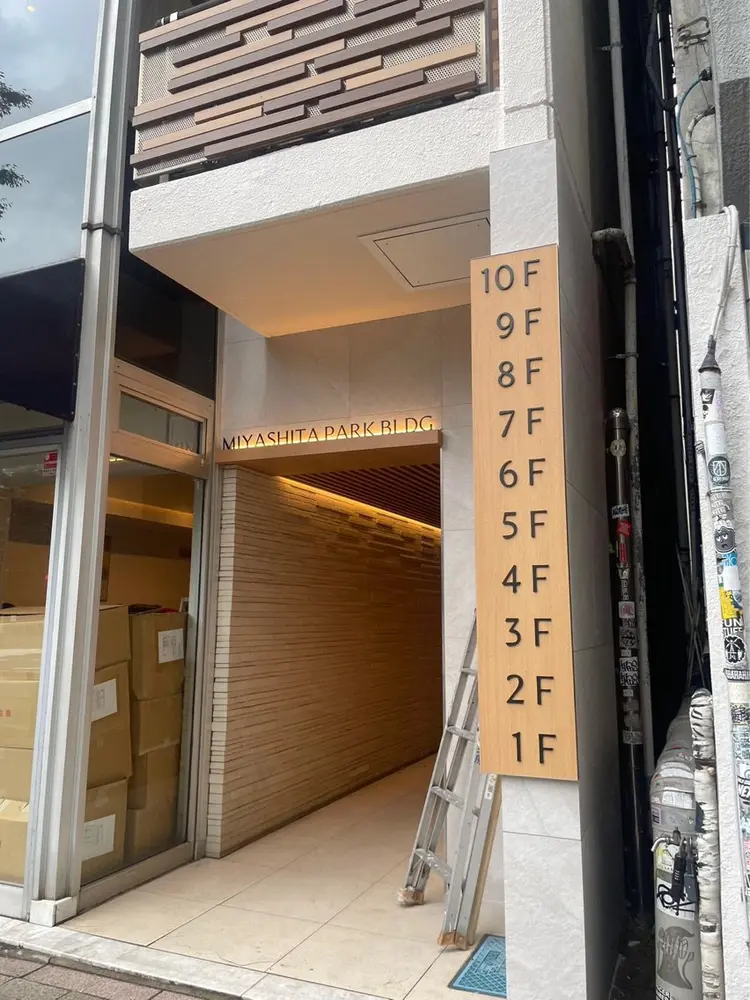 MIYASHITA PARK BLDG
10F
9F
8F
7F
6F
5F
4F
3F
2F
1F